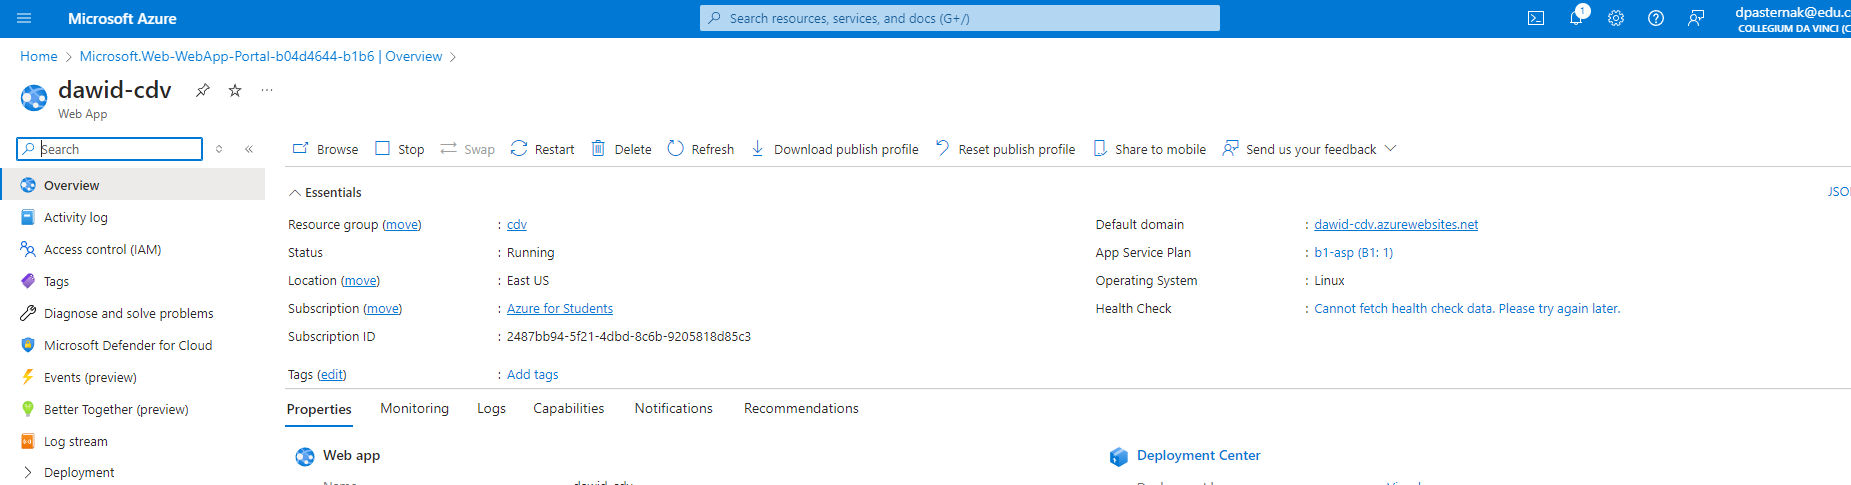 Microsoft Azure
Search resources, services, and docs (G+/)
1
dpasternak@edu.c
COLLEGIUM DA VINCI (C
Home > Microsoft.Web-WebApp-Portal-b04d4644-b1b6 | Overview >
dawid-cdv
Web App
Search
Browse Stop Swap Restart Delete Refresh Download publish profile Reset publish profile Share to mobile Send us your feedback
Overview
Activity log
Access control (IAM)
Tags
Diagnose and solve problems
Microsoft Defender for Cloud
Events (preview)
Better Together (preview)
Log stream
Deployment
Essentials
JSO
Resource group (move) : cdv
Status : Running
Location (move) : East US
Subscription (move) : Azure for Students
Subscription ID : 2487bb94-5f21-4dbd-8c6b-9205818d85c3
Tags (edit) : Add tags
Default domain : dawid-cdv.azurewebsites.net
App Service Plan : b1-asp (B1: 1)
Operating System : Linux
Health Check : Cannot fetch health check data. Please try again later.
Properties Monitoring Logs Capabilities Notifications Recommendations
Web app
Name dawid-cdv
Deployment Center